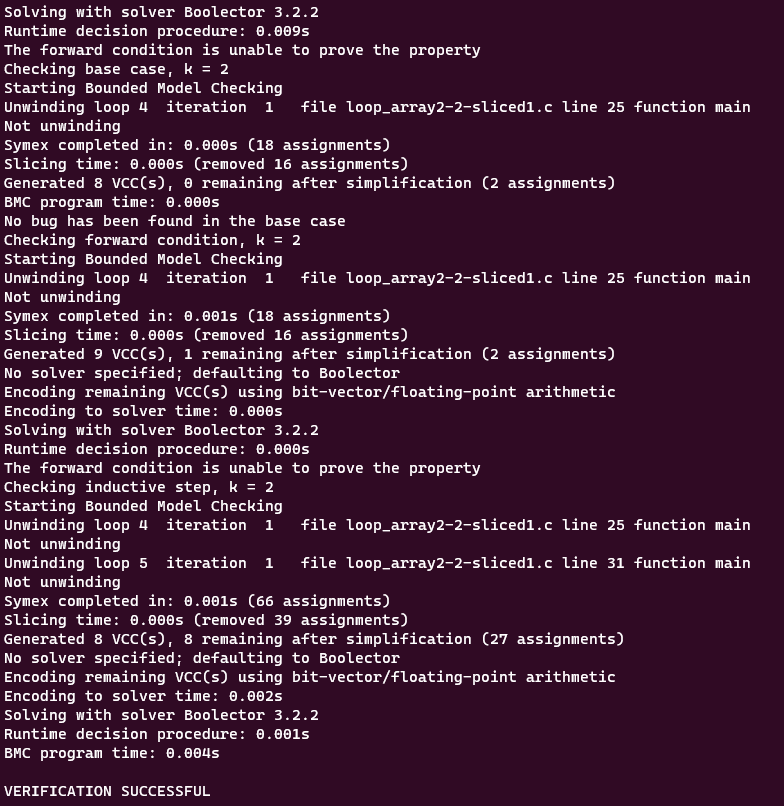 Solving with solver Boolector 3.2.2
Runtime decision procedure: 0.009s
The forward condition is unable to prove the property
Checking base case, k = 2
Starting Bounded Model Checking
Unwinding loop 4  iteration  1   file loop_array2-2-sliced1.c line 25 function main
Not unwinding
Symex completed in: 0.000s (18 assignments)
Slicing time: 0.000s (removed 16 assignments)
Generated 8 VCC(s), 0 remaining after simplification (2 assignments)
BMC program time: 0.000s
No bug has been found in the base case
Checking forward condition, k = 2
Starting Bounded Model Checking
Unwinding loop 4  iteration  1   file loop_array2-2-sliced1.c line 25 function main
Not unwinding
Symex completed in: 0.001s (18 assignments)
Slicing time: 0.000s (removed 16 assignments)
Generated 9 VCC(s), 1 remaining after simplification (2 assignments)
No solver specified; defaulting to Boolector
Encoding remaining VCC(s) using bit-vector/floating-point arithmetic
Encoding to solver time: 0.000s
Solving with solver Boolector 3.2.2
Runtime decision procedure: 0.000s
The forward condition is unable to prove the property
Checking inductive step, k = 2
Starting Bounded Model Checking
Unwinding loop 4  iteration  1   file loop_array2-2-sliced1.c line 25 function main
Not unwinding
Unwinding loop 5  iteration  1   file loop_array2-2-sliced1.c line 31 function main
Not unwinding
Symex completed in: 0.001s (66 assignments)
Slicing time: 0.000s (removed 39 assignments)
Generated 8 VCC(s), 8 remaining after simplification (27 assignments)
No solver specified; defaulting to Boolector
Encoding remaining VCC(s) using bit-vector/floating-point arithmetic
Encoding to solver time: 0.002s
Solving with solver Boolector 3.2.2
Runtime decision procedure: 0.001s
BMC program time: 0.004s
VERIFICATION SUCCESSFUL